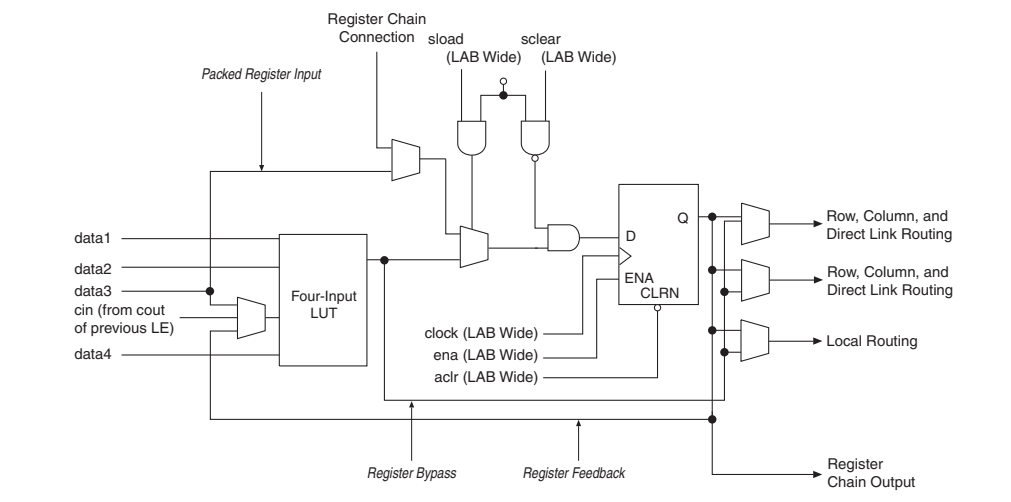 Register Chain
Connection
sload
(LAB Wide)
sclear
(LAB Wide)
Packed Register Input
data1
data2
data3
cin (from cout
of previous LE)
data4
Four-Input
LUT
Q
D
ENA
CLRN
clock (LAB Wide)
ena (LAB Wide)
aclr (LAB Wide)
Row, Column, and
Direct Link Routing
Row, Column, and
Direct Link Routing
Local Routing
Register Bypass
Register Feedback
Register
Chain Output